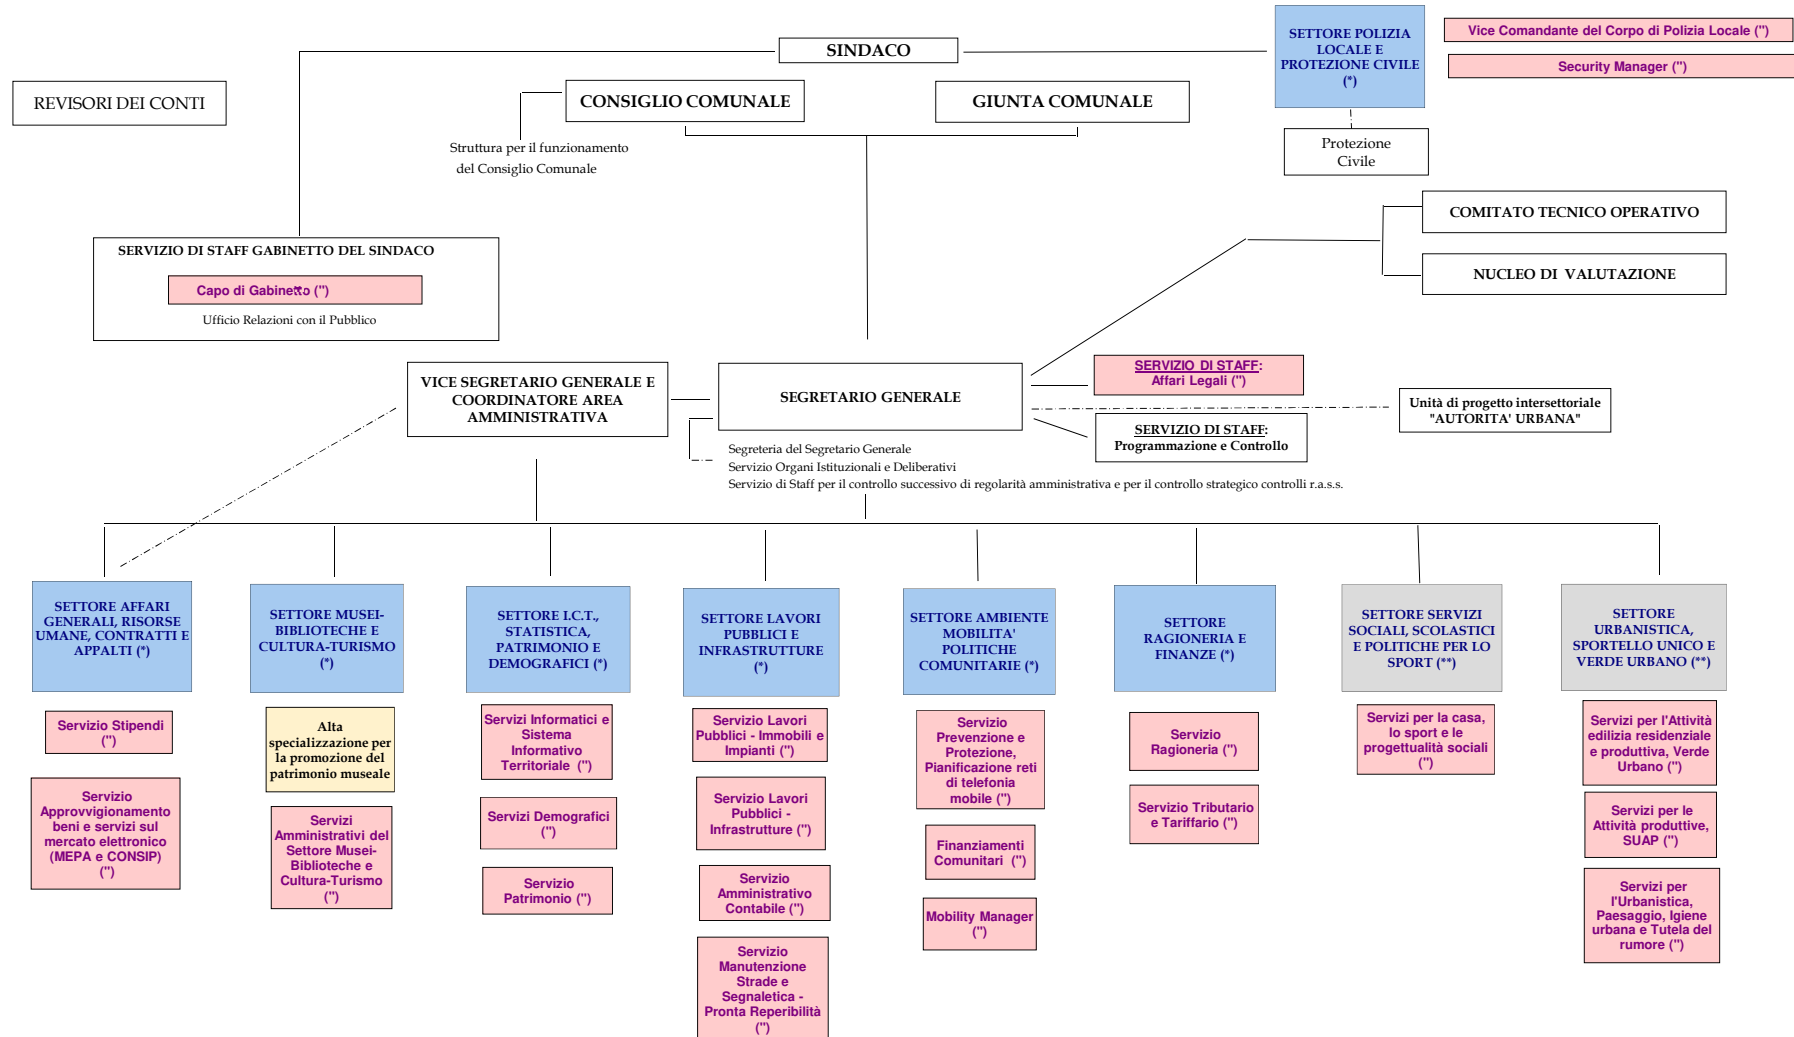 SINDACO
SETTORE POLIZIA
LOCALE E
PROTEZIONE CIVILE
(*)
Vice Comandante del Corpo di Polizia Locale (")
Security Manager (")
REVISORI DEI CONTI
CONSIGLIO COMUNALE
GIUNTA COMUNALE
Struttura per il funzionamento
del Consiglio Comunale
Protezione
Civile
COMITATO TECNICO OPERATIVO
NUCLEO DI VALUTAZIONE
SERVIZIO DI STAFF GABINETTO DEL SINDACO
Capo di Gabinetto (")
Ufficio Relazioni con il Pubblico
VICE SEGRETARIO GENERALE E
COORDINATORE AREA
AMMINISTRATIVA
SEGRETARIO GENERALE
SERVIZIO DI STAFF:
Affari Legali (")
Unità di progetto intersettoriale
"AUTORITA' URBANA"
SERVIZIO DI STAFF:
Programmazione e Controllo
Segreteria del Segretario Generale
Servizio Organi Istituzionali e Deliberativi
Servizio di Staff per il controllo successivo di regolarità amministrativa e per il controllo strategico controlli r.a.s.s.
SETTORE AFFARI
GENERALI, RISORSE
UMANE, CONTRATTI E
APPALTI (*)
Servizio Stipendi
(")
Servizio
Approvvigionamento
beni e servizi sul
mercato elettronico
(MEPA e CONSIP)
(")
SETTORE MUSEI-
BIBLIOTECHE E
CULTURA-TURISMO
(*)
Alta
specializzazione per
la promozione del
patrimonio museale
Servizi
Amministrativi del
Settore Musei-
Biblioteche e
Cultura-Turismo
(")
SETTORE I.C.T.,
STATISTICA,
PATRIMONIO E
DEMOGRAFICI (*)
Servizi Informatici e
Sistema
Informativo
Territoriale (")
Servizi Demografici
(")
Servizio
Patrimonio (")
SETTORE LAVORI
PUBBLICI E
INFRASTRUTTURE
(*)
Servizio Lavori
Pubblici - Immobili e
Impianti (")
Servizio Lavori
Pubblici -
Infrastrutture (")
Servizio
Amministrativo
Contabile (")
Servizio
Manutenzione
Strade e
Segnaletica -
Pronta Reperibilità
(")
SETTORE AMBIENTE
MOBILITA'
POLITICHE
COMUNITARIE (*)
Servizio
Prevenzione e
Protezione,
Pianificazione reti
di telefonia
mobile (")
Finanziamenti
Comunitari (")
Mobility Manager
(")
SETTORE
RAGIONERIA E
FINANZE (*)
Servizio
Ragioneria (")
Servizio Tributario
e Tariffario (")
SETTORE SERVIZI
SOCIALI, SCOLASTICI
E POLITICHE PER LO
SPORT (**)
Servizi per la casa,
lo sport e le
progettualità sociali
(")
SETTORE
URBANISTICA,
SPORTELLO UNICO E
VERDE URBANO (**)
Servizi per l'Attività
edilizia residenziale
e produttiva, Verde
Urbano (")
Servizi per le
Attività produttive,
SUAP (")
Servizi per
l'Urbanistica,
Paesaggio, Igiene
urbana e Tutela del
rumore (")